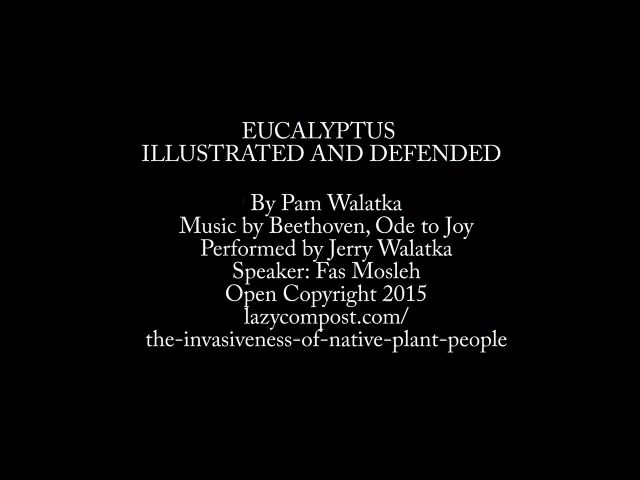 EUCALYPTUS
ILLUSTRATED AND DEFENDED
By Pam Walatka
Music by Beethoven, Ode to Joy
Performed by Jerry Walatka
Speaker: Fas Mosleh
Open Copyright 2015
lazycompost.com/
the-invasiveness-of-native-plant-people